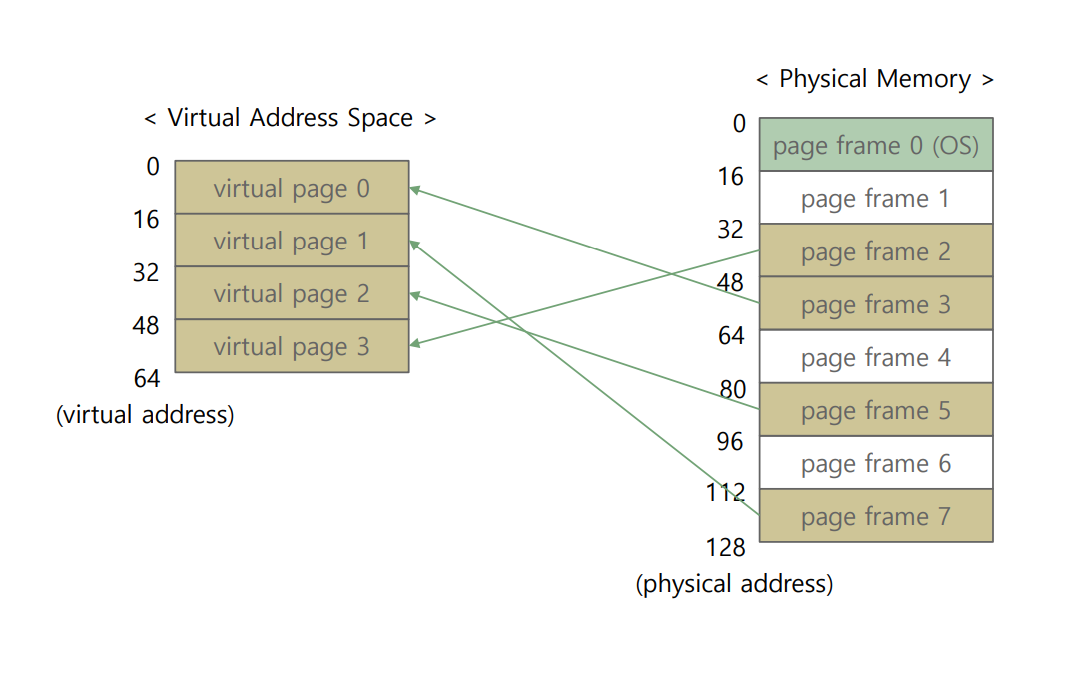 < Virtual Address Space >
0
virtual page 0
16
virtual page 1
32
virtual page 2
48
virtual page 3
64
(virtual address)
< Physical Memory >
0
page frame 0 (OS)
16
page frame 1
32
page frame 2
48
page frame 3
64
page frame 4
80
page frame 5
96
page frame 6
112
page frame 7
128
(physical address)